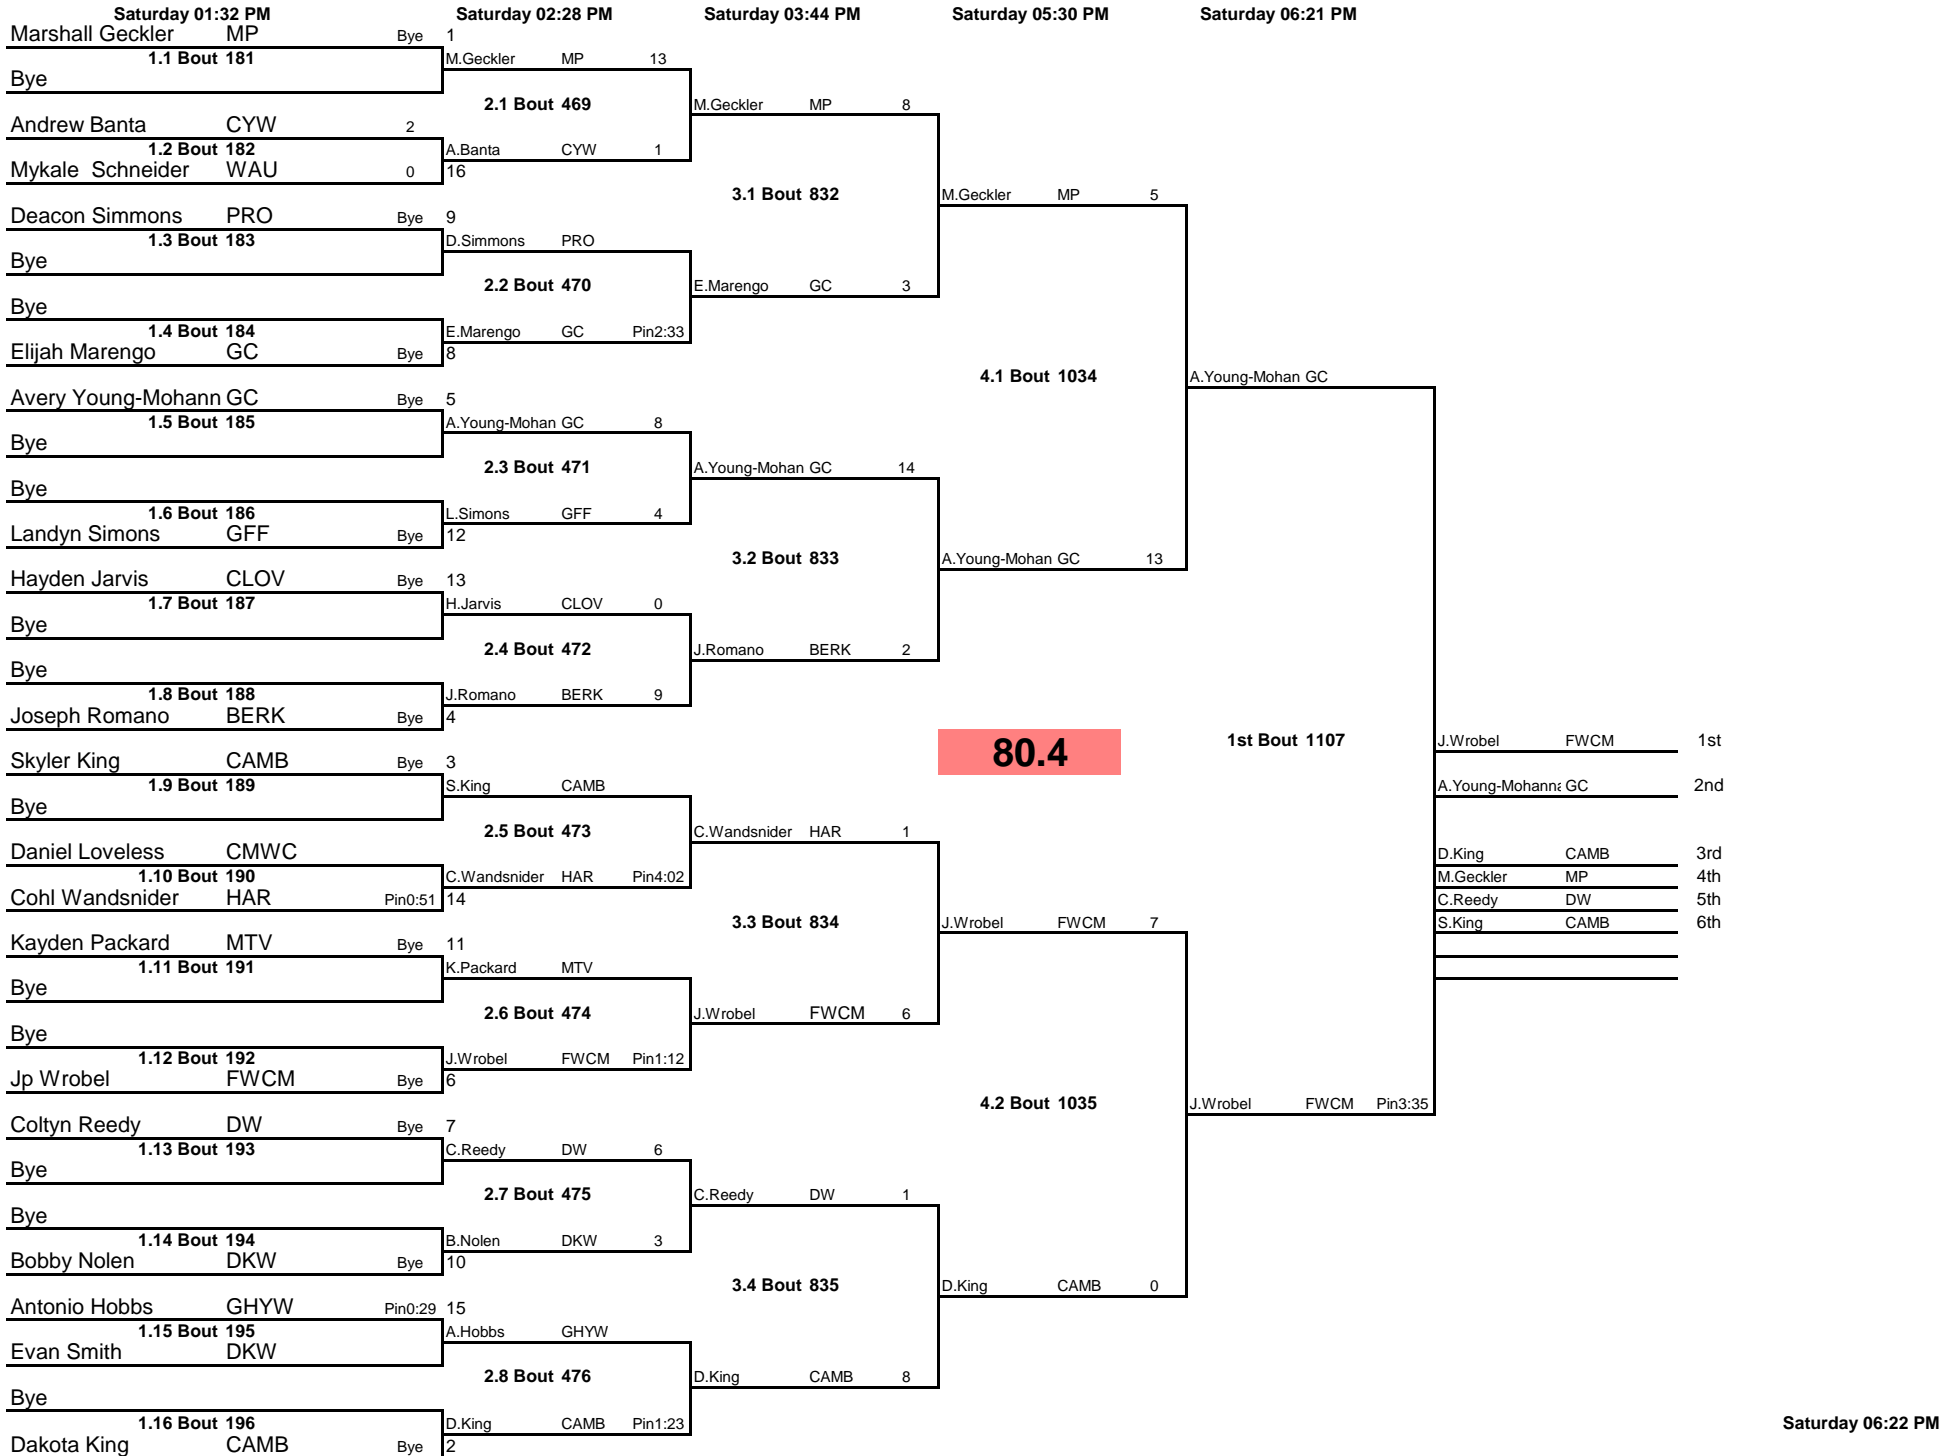 Saturday 01:32 PM Saturday 02:28 PM Saturday 03:44 PM Saturday 05:30 PM Saturday 06:21 PM
Marshall Geckler MP Bye 1
1.1 Bout 181 M.Geckler MP 13
Bye
2.1 Bout 469 M.Geckler MP 8
Andrew Banta CYW 2
1.2 Bout 182 A.Banta CYW 1
Mykale Schneider WAU 0 16
3.1 Bout 832 M.Geckler MP 5
Deacon Simmons PRO Bye 9
1.3 Bout 183 D.Simmons PRO
Bye
2.2 Bout 470 E.Marengo GC 3
Bye
1.4 Bout 184 E.Marengo GC Pin2:33
Elijah Marengo GC Bye 8
4.1 Bout 1034 A.Young-Mohan GC
Avery Young-Mohann GC Bye 5
1.5 Bout 185 A.Young-Mohan GC 8
Bye
2.3 Bout 471 A.Young-Mohan GC 14
Bye
1.6 Bout 186 L.Simons GFF 4
Landyn Simons GFF Bye 12
3.2 Bout 833 A.Young-Mohan GC 13
Hayden Jarvis CLOV Bye 13
1.7 Bout 187 H.Jarvis CLOV 0
Bye
2.4 Bout 472 J.Romano BERK 2
Bye
1.8 Bout 188 J.Romano BERK 9
Joseph Romano BERK Bye 4
80.4 1st Bout 1107 J.Wrobel FWCM 1st
Skyler King CAMB Bye 3
1.9 Bout 189 S.King CAMB A.Young-Mohanna GC 2nd
Bye
2.5 Bout 473 C.Wandsnider HAR 1
Daniel Loveless CMWC D.King CAMB 3rd
1.10 Bout 190 C.Wandsnider HAR Pin4:02 M.Geckler MP 4th
Cohl Wandsnider HAR Pin0:51 14 C.Reedy DW 5th
3.3 Bout 834 J.Wrobel FWCM 7 S.King CAMB 6th
Kayden Packard MTV Bye 11
1.11 Bout 191 K.Packard MTV
Bye
2.6 Bout 474 J.Wrobel FWCM 6
Bye
1.12 Bout 192 J.Wrobel FWCM Pin1:12
Jp Wrobel FWCM Bye 6
4.2 Bout 1035 J.Wrobel FWCM Pin3:35
Coltyn Reedy DW Bye 7
1.13 Bout 193 C.Reedy DW 6
Bye
2.7 Bout 475 C.Reedy DW 1
Bye
1.14 Bout 194 B.Nolen DKW 3
Bobby Nolen DKW Bye 10
3.4 Bout 835 D.King CAMB 0
Antonio Hobbs GHYW Pin0:29 15
1.15 Bout 195 A.Hobbs GHYW
Evan Smith DKW
2.8 Bout 476 D.King CAMB 8
Bye
1.16 Bout 196 D.King CAMB Pin1:23 Saturday 06:22 PM
Dakota King CAMB Bye 2